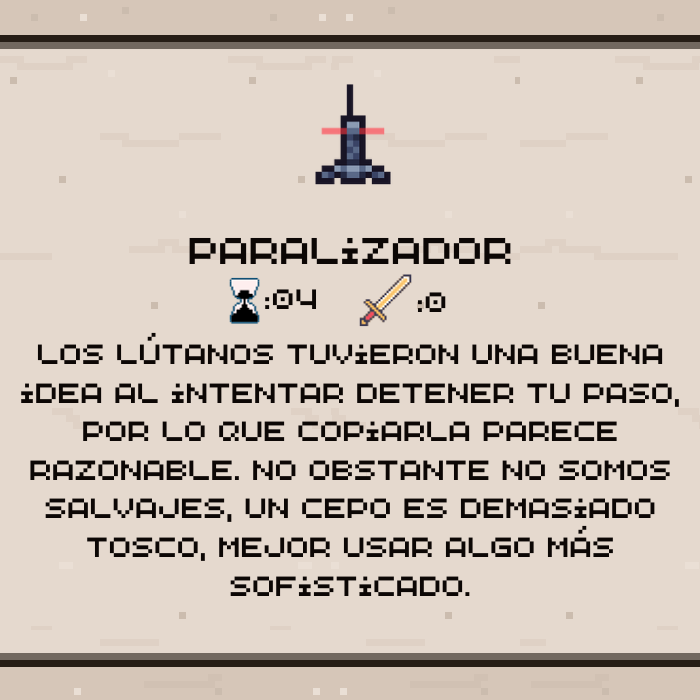 PARALiZADOR
:04 :0
LOS LÚTANOS TUViERON UNA BUENA
iDEA AL iNTENTAR DETENER TU PASO,
POR LO QUE COPiARLA PARECE
RAZONABLE. NO OBSTANTE NO SOMOS
SALVAJES, UN CEPO ES DEMASiADO
TOSCO, MEJOR USAR ALGO MÁS
SOFiSTiCADO.